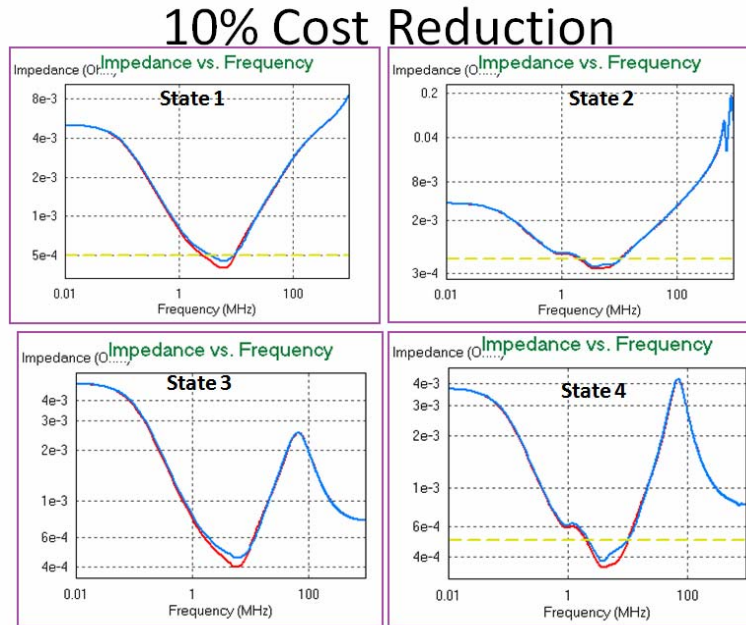 10% Cost Reduction
Impedance (Ol....) Impedance vs. Frequency
State 1
8e-3
4e-3
2e-3
1e-3
5e-4
0.01 1 100
Frequency (MHz)
Impedance (O.....) Impedance vs. Frequency
State 2
0.2
0.04
8e-3
2e-3
3e-4
0.01 1 100
Frequency (MHz)
Impedance (O.....) Impedance vs. Frequency
State 3
4e-3
3e-3
2e-3
1e-3
6e-4
4e-4
0.01 1 100
Frequency (MHz)
Impedance (O.....) Impedance vs. Frequency
State 4
4e-3
3e-3
2e-3
1e-3
6e-4
4e-4
0.01 1 100
Frequency (MHz)